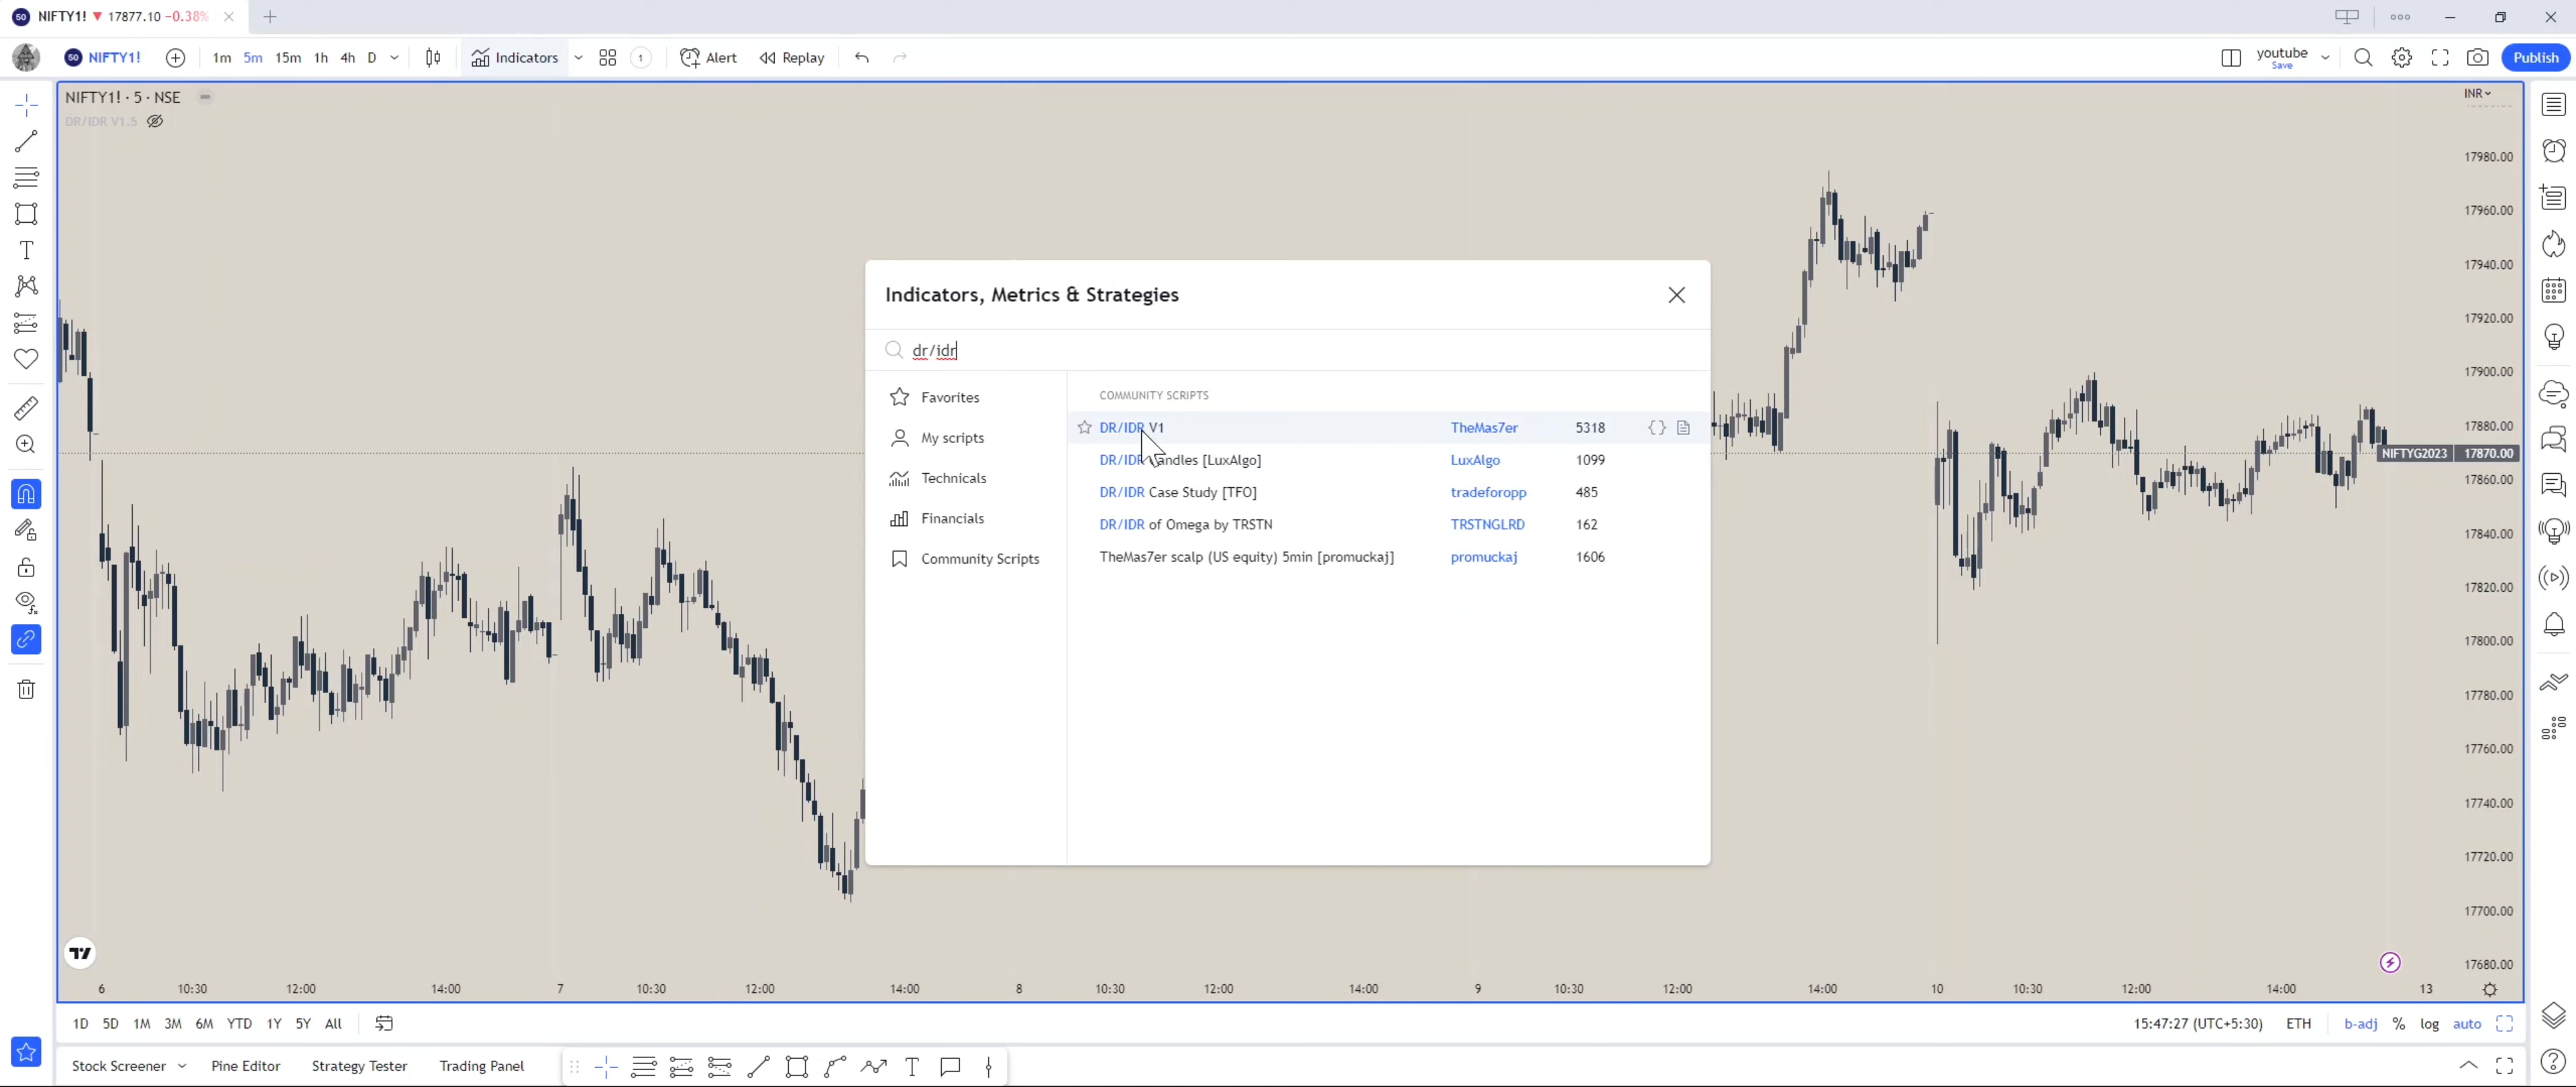 NIFTY1! ▼ 17877.10 −0.38%
50 NIFTY1! 1m 5m 15m 1h 4h D Indicators 1 Alert Replay youtube Save Publish
NIFTY1! · 5 · NSE
DR/IDR V1.5
INR
17980.00
17960.00
17940.00
17920.00
17900.00
17880.00
NIFTYG2023 17870.00
17860.00
17840.00
17820.00
17800.00
17780.00
17760.00
17740.00
17720.00
17700.00
17680.00
Indicators, Metrics & Strategies
dr/idr
Favorites
My scripts
Technicals
Financials
Community Scripts
COMMUNITY SCRIPTS
DR/IDR V1 TheMas7er 5318
DR/IDR Candles [LuxAlgo] LuxAlgo 1099
DR/IDR Case Study [TFO] tradeforopp 485
DR/IDR of Omega by TRSTN TRSTNGLRD 162
TheMas7er scalp (US equity) 5min [promuckaj] promuckaj 1606
6 10:30 12:00 14:00 7 10:30 12:00 14:00 8 10:30 12:00 14:00 9 10:30 12:00 14:00 10 10:30 12:00 14:00 13
1D 5D 1M 3M 6M YTD 1Y 5Y All 15:47:27 (UTC+5:30) ETH b-adj % log auto
Stock Screener Pine Editor Strategy Tester Trading Panel